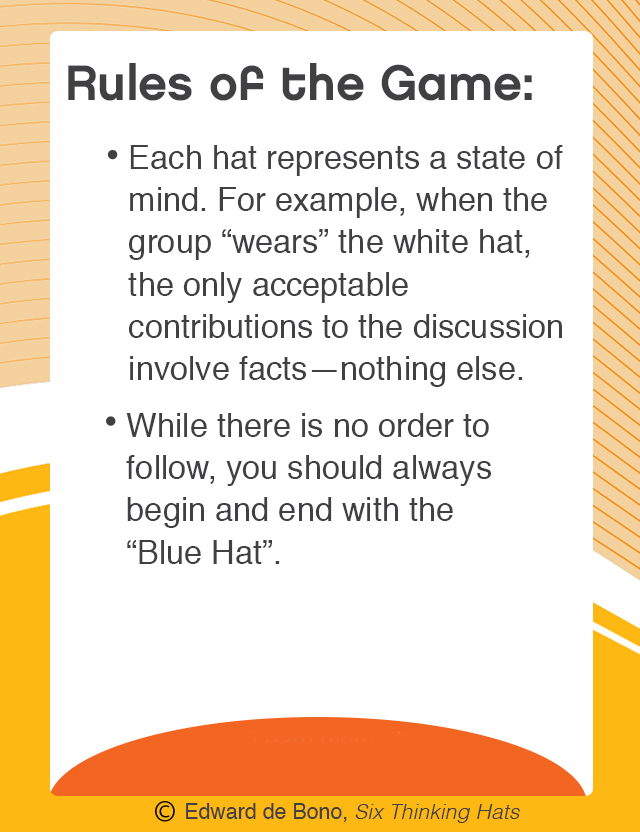 Rules of the Game:
• Each hat represents a state of
mind. For example, when the
group “wears” the white hat,
the only acceptable
contributions to the discussion
involve facts—nothing else.
• While there is no order to
follow, you should always
begin and end with the
“Blue Hat”.
© Edward de Bono, Six Thinking Hats